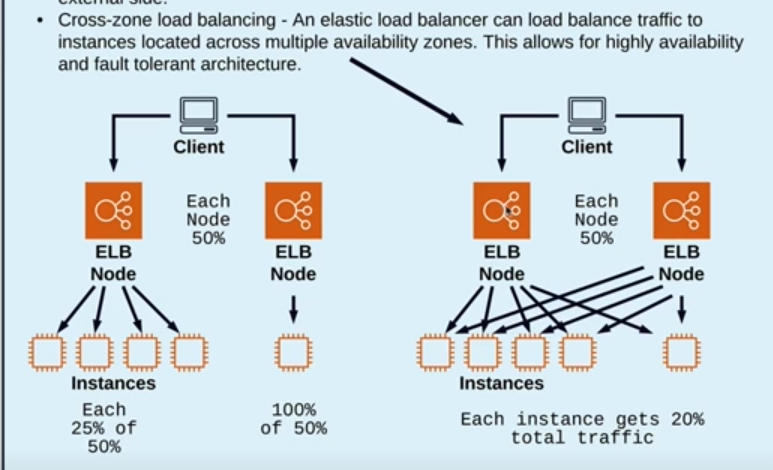 external side.
• Cross-zone load balancing - An elastic load balancer can load balance traffic to
instances located across multiple availability zones. This allows for highly availability
and fault tolerant architecture.
Client
Each
Node
50%
ELB
Node
ELB
Node
Instances
Each
25% of
50%
100%
of 50%
Client
Each
Node
50%
ELB
Node
ELB
Node
Instances
Each instance gets 20%
total traffic